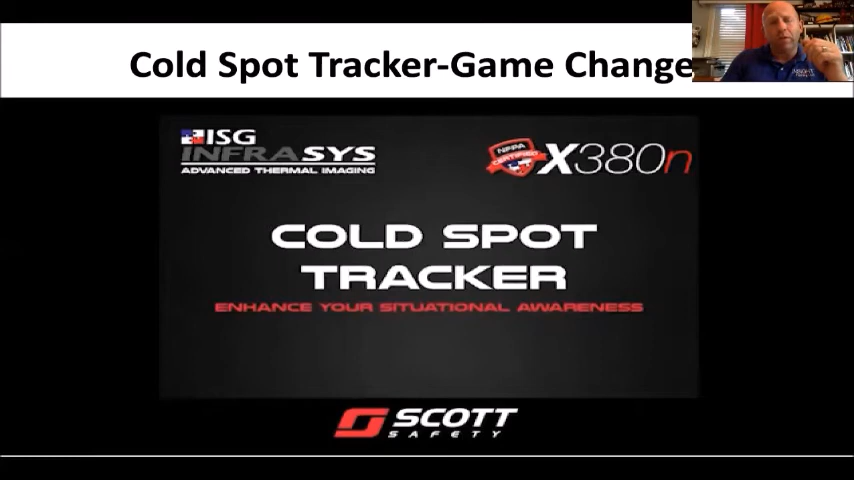 Cold Spot Tracker-Game Change
ISG
INFRASYS
ADVANCED THERMAL IMAGING
NFPA
CERTIFIED
X380n
COLD SPOT
TRACKER
ENHANCE YOUR SITUATIONAL AWARENESS
SCOTT
SAFETY
INSIGHT